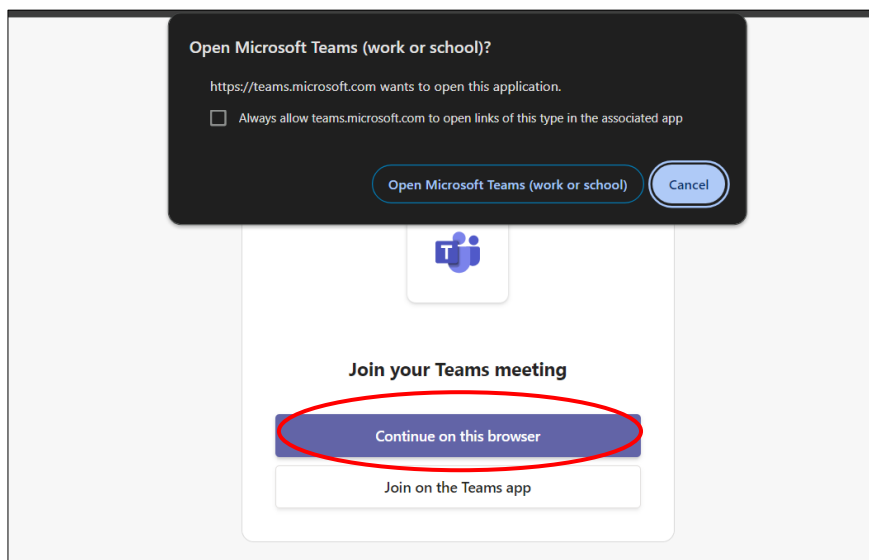 Open Microsoft Teams (work or school)?
https://teams.microsoft.com wants to open this application.
Always allow teams.microsoft.com to open links of this type in the associated app
Open Microsoft Teams (work or school)
Cancel
T
Join your Teams meeting
Continue on this browser
Join on the Teams app